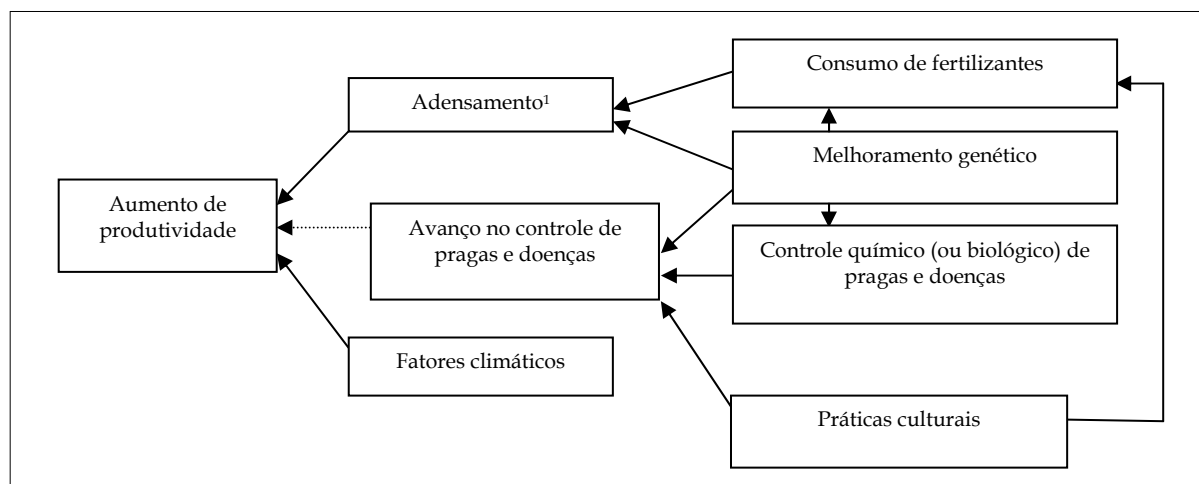 Consumo de fertilizantes
Adensamento¹
Melhoramento genético
Aumento de
produtividade
Avanço no controle de
pragas e doenças
Controle químico (ou biológico) de
pragas e doenças
Fatores climáticos
Práticas culturais